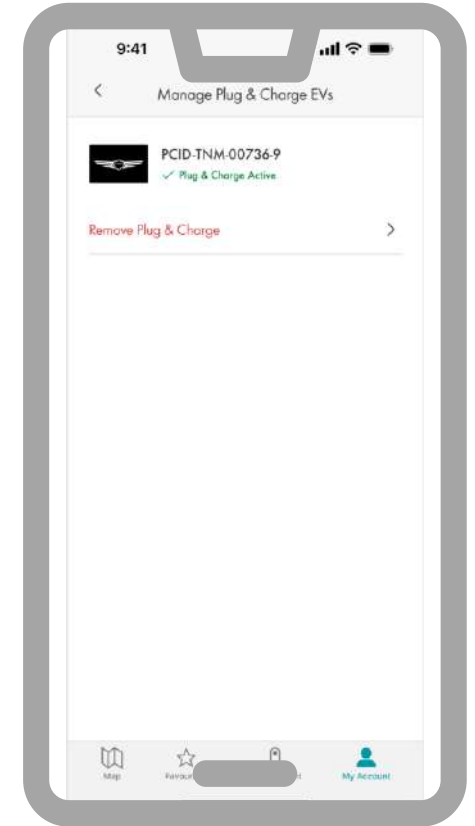 9:41
Manage Plug & Charge EVs
PCID-TNM-00736-9
Plug & Charge Active
Remove Plug & Charge
Map
My Account